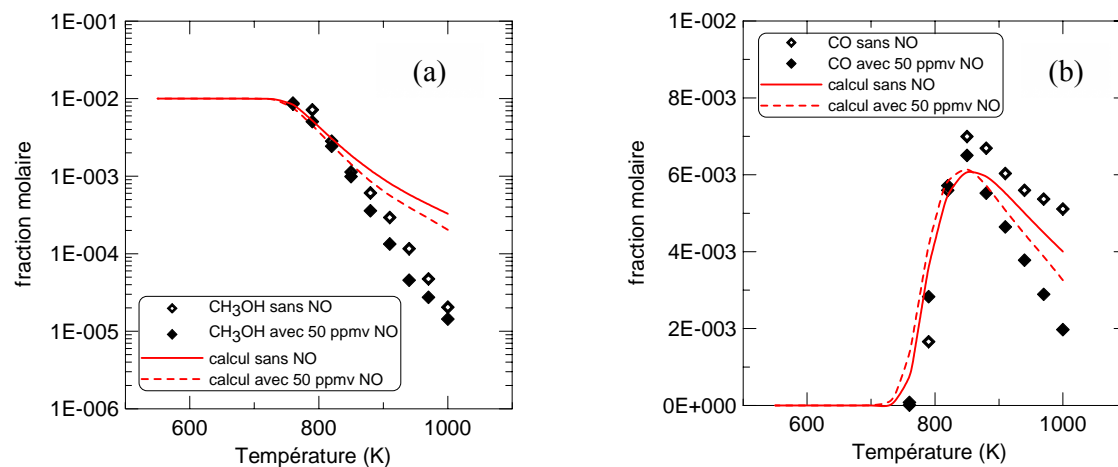 1E-001
1E-002
1E-003
1E-004
1E-005
1E-006
fraction molaire
600
800
1000
Température (K)
(a)
CH3OH sans NO
CH3OH avec 50 ppmv NO
calcul sans NO
calcul avec 50 ppmv NO
1E-002
8E-003
6E-003
4E-003
2E-003
0E+000
fraction molaire
600
800
1000
Température (K)
(b)
CO sans NO
CO avec 50 ppmv NO
calcul sans NO
calcul avec 50 ppmv NO